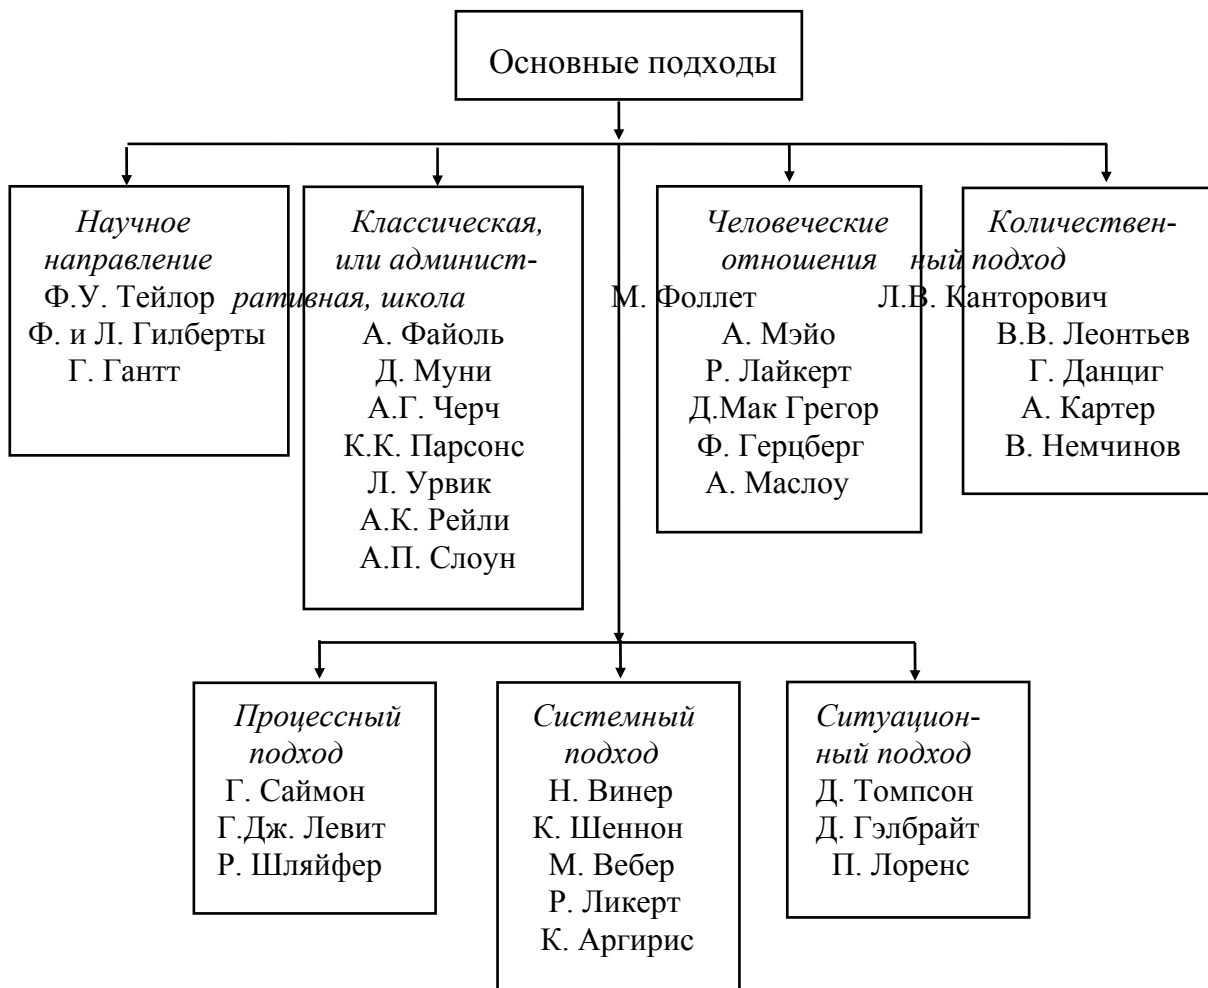 Основные подходы
Научное
направление
Ф.У. Тейлор
Ф. и Л. Гилберты
Г. Гантт
Классическая,
или админист-
ративная, школа
А. Файоль
Д. Муни
А.Г. Черч
К.К. Парсонс
Л. Урвик
А.К. Рейли
А.П. Слоун
Человеческие
отношения
М. Фоллет
А. Мэйо
Р. Лайкерт
Д.Мак Грегор
Ф. Герцберг
А. Маслоу
Количествен-
ный подход
Л.В. Канторович
В.В. Леонтьев
Г. Данциг
А. Картер
В. Немчинов
Процессный
подход
Г. Саймон
Г.Дж. Левит
Р. Шляйфер
Системный
подход
Н. Винер
К. Шеннон
М. Вебер
Р. Ликерт
К. Аргирис
Ситуацион-
ный подход
Д. Томпсон
Д. Гэлбрайт
П. Лоренс